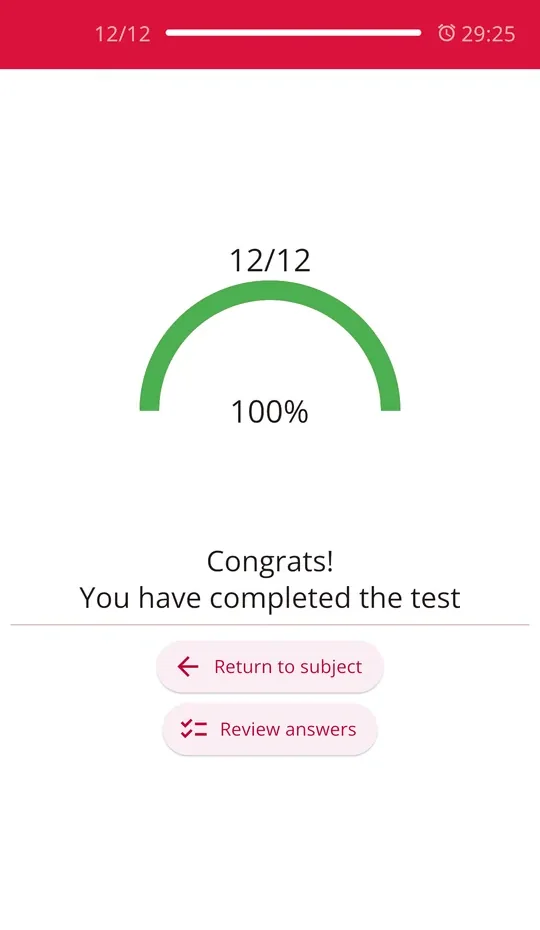 12/12 29:25
12/12
100%
Congrats!
You have completed the test
Return to subject
Review answers